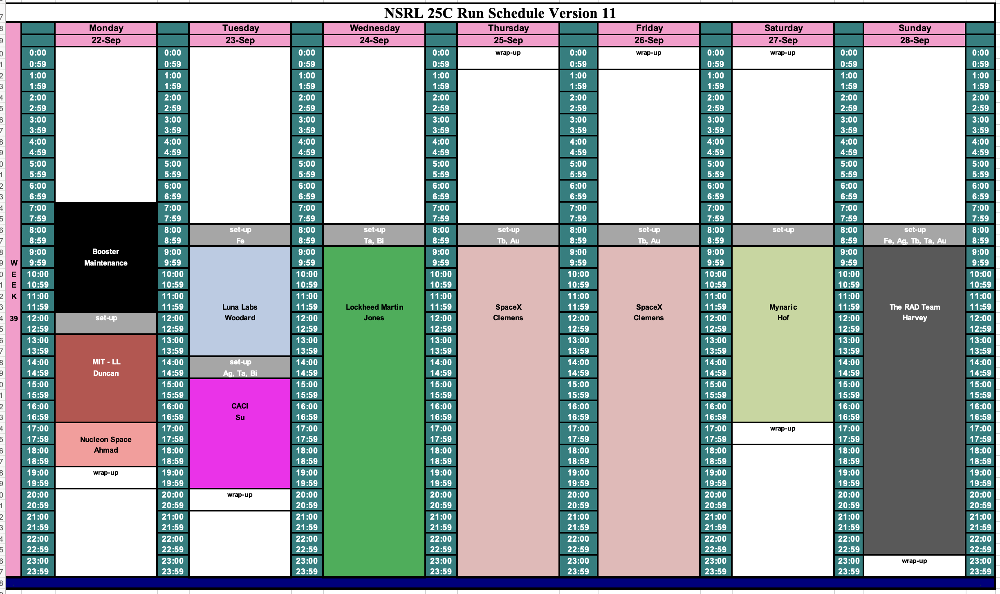 NSRL 25C Run Schedule Version 11
Monday Tuesday Wednesday Thursday Friday Saturday Sunday
22-Sep 23-Sep 24-Sep 25-Sep 26-Sep 27-Sep 28-Sep
0:00 0:00 0:00 0:00 wrap-up 0:00 wrap-up 0:00 wrap-up 0:00 0:00
0:59 0:59 0:59 0:59 0:59 0:59 0:59 0:59
1:00 1:00 1:00 1:00 1:00 1:00 1:00 1:00
1:59 1:59 1:59 1:59 1:59 1:59 1:59 1:59
2:00 2:00 2:00 2:00 2:00 2:00 2:00 2:00
2:59 2:59 2:59 2:59 2:59 2:59 2:59 2:59
3:00 3:00 3:00 3:00 3:00 3:00 3:00 3:00
3:59 3:59 3:59 3:59 3:59 3:59 3:59 3:59
4:00 4:00 4:00 4:00 4:00 4:00 4:00 4:00
4:59 4:59 4:59 4:59 4:59 4:59 4:59 4:59
5:00 5:00 5:00 5:00 5:00 5:00 5:00 5:00
5:59 5:59 5:59 5:59 5:59 5:59 5:59 5:59
6:00 6:00 6:00 6:00 6:00 6:00 6:00 6:00
6:59 6:59 6:59 6:59 6:59 6:59 6:59 6:59
7:00 7:00 7:00 7:00 7:00 7:00 7:00 7:00
7:59 7:59 7:59 7:59 7:59 7:59 7:59 7:59
8:00 8:00 set-up 8:00 set-up 8:00 set-up 8:00 set-up 8:00 set-up 8:00 set-up 8:00
8:59 8:59 Fe 8:59 Ta, Bi 8:59 Tb, Au 8:59 Tb, Au 8:59 8:59 Fe, Ag, Tb, Ta, Au 8:59
9:00 Booster 9:00 9:00 9:00 9:00 9:00 9:00 9:00
W 9:59 Maintenance 9:59 9:59 9:59 9:59 9:59 9:59 9:59
E 10:00 10:00 10:00 10:00 10:00 10:00 10:00 10:00
E 10:59 10:59 10:59 10:59 10:59 10:59 10:59 10:59
K 11:00 11:00 11:00 11:00 11:00 11:00 11:00 11:00
11:59 11:59 Luna Labs 11:59 Lockheed Martin 11:59 SpaceX 11:59 SpaceX 11:59 Mynaric 11:59 The RAD Team 11:59
39 12:00 set-up 12:00 Woodard 12:00 Jones 12:00 Clemens 12:00 Clemens 12:00 Hof 12:00 Harvey 12:00
12:59 12:59 12:59 12:59 12:59 12:59 12:59 12:59
13:00 13:00 13:00 13:00 13:00 13:00 13:00 13:00
13:59 13:59 13:59 13:59 13:59 13:59 13:59 13:59
14:00 MIT - LL 14:00 set-up 14:00 14:00 14:00 14:00 14:00 14:00
14:59 Duncan 14:59 Ag, Ta, Bi 14:59 14:59 14:59 14:59 14:59 14:59
15:00 15:00 15:00 15:00 15:00 15:00 15:00 15:00
15:59 15:59 15:59 15:59 15:59 15:59 15:59 15:59
16:00 16:00 CACI 16:00 16:00 16:00 16:00 16:00 16:00
16:59 16:59 Su 16:59 16:59 16:59 16:59 16:59 16:59
17:00 17:00 17:00 17:00 17:00 17:00 wrap-up 17:00 17:00
17:59 Nucleon Space 17:59 17:59 17:59 17:59 17:59 17:59 17:59
18:00 Ahmad 18:00 18:00 18:00 18:00 18:00 18:00 18:00
18:59 18:59 18:59 18:59 18:59 18:59 18:59 18:59
19:00 wrap-up 19:00 19:00 19:00 19:00 19:00 19:00 19:00
19:59 19:59 19:59 19:59 19:59 19:59 19:59 19:59
20:00 20:00 wrap-up 20:00 20:00 20:00 20:00 20:00 20:00
20:59 20:59 20:59 20:59 20:59 20:59 20:59 20:59
21:00 21:00 21:00 21:00 21:00 21:00 21:00 21:00
21:59 21:59 21:59 21:59 21:59 21:59 21:59 21:59
22:00 22:00 22:00 22:00 22:00 22:00 22:00 22:00
22:59 22:59 22:59 22:59 22:59 22:59 22:59 22:59
23:00 23:00 23:00 23:00 23:00 23:00 23:00 wrap-up 23:00
23:59 23:59 23:59 23:59 23:59 23:59 23:59 23:59